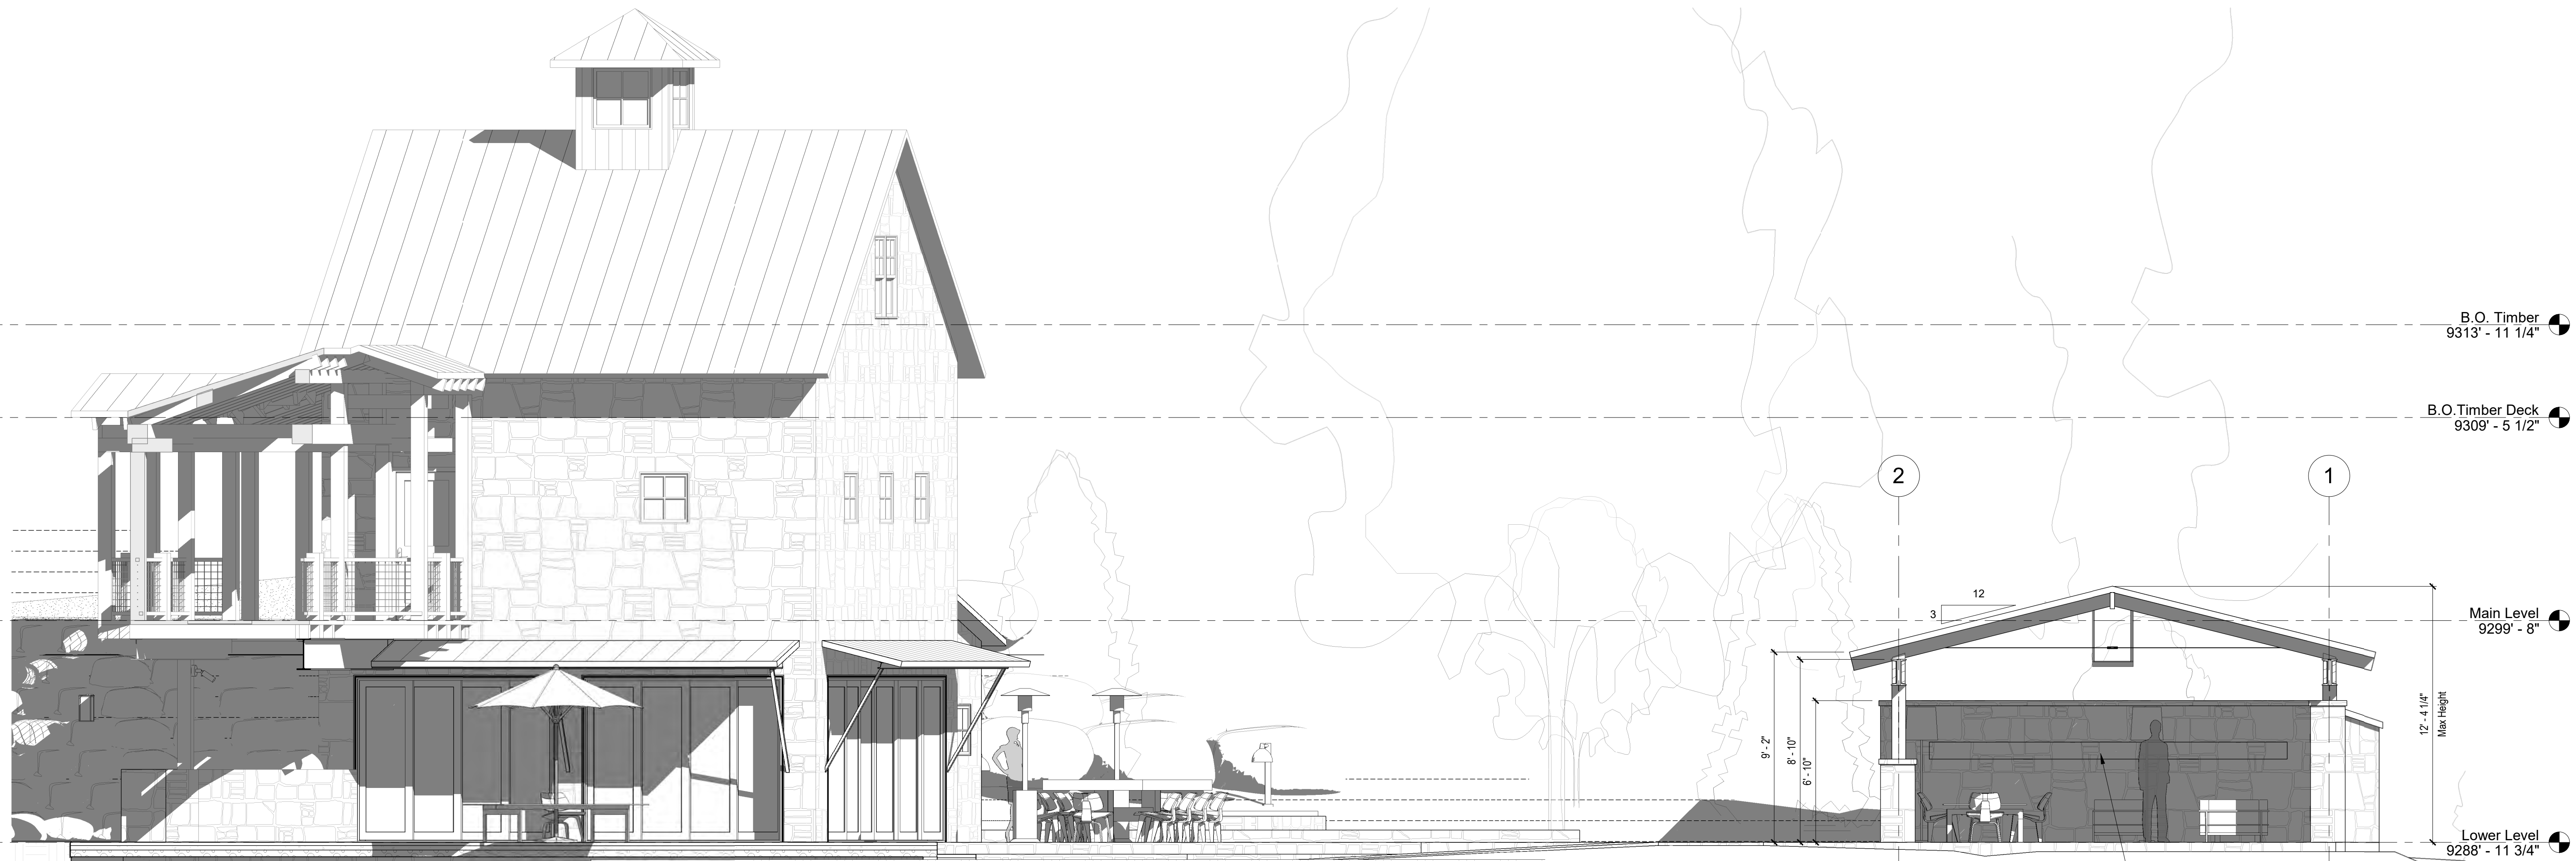 B.O. Timber
9313' - 11 1/4"
B.O.Timber Deck
9309' - 5 1/2"
2
1
12
3
Main Level
9299' - 8"
9' - 2"
8' - 10"
6' - 10"
12' - 4 1/4"
Max Height
Lower Level
9288' - 11 3/4"